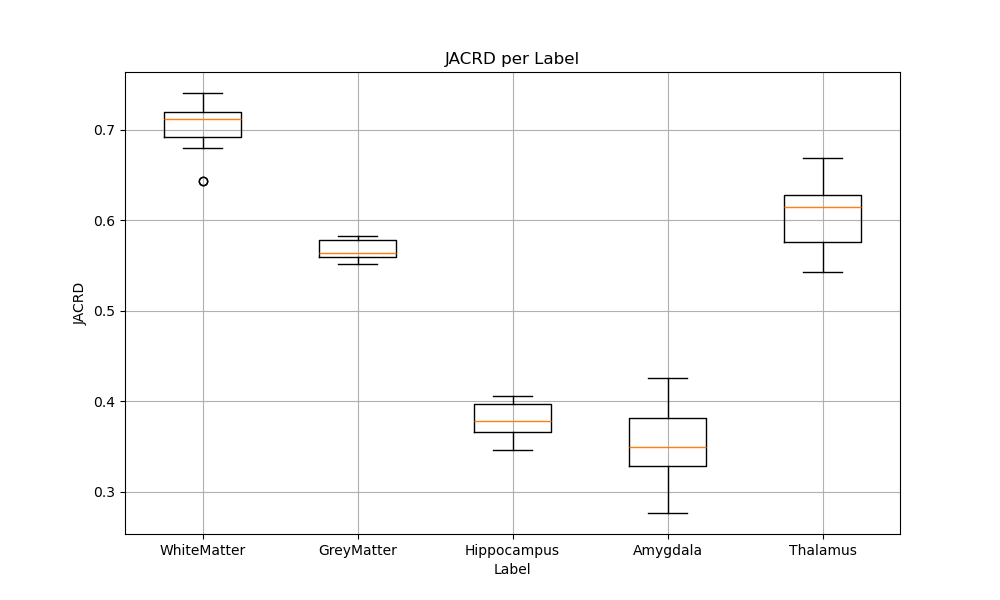 JACRD per Label
JACRD
0.7
0.6
0.5
0.4
0.3
WhiteMatter
GreyMatter
Hippocampus
Amygdala
Thalamus
Label